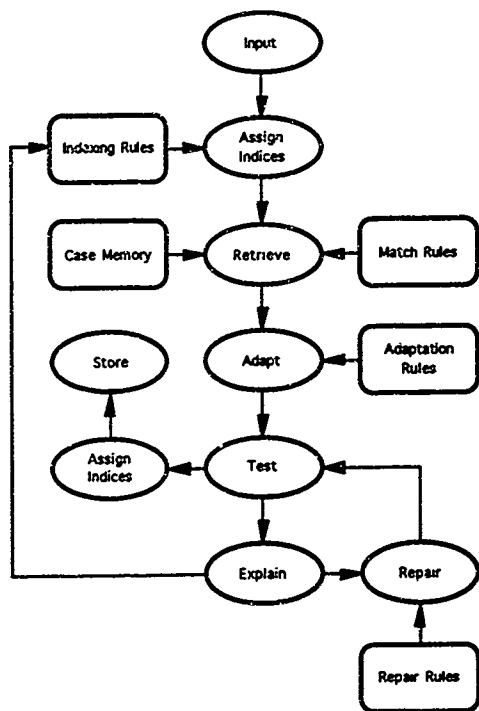 Input
Indexing Rules
Assign
Indices
Case Memory
Retrieve
Match Rules
Store
Adapt
Adaptation
Rules
Assign
Indices
Test
Explain
Repair
Repair Rules